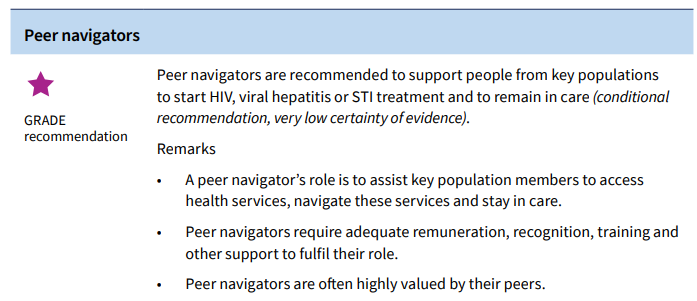 Peer navigators
GRADE
recommendation
Peer navigators are recommended to support people from key populations
to start HIV, viral hepatitis or STI treatment and to remain in care (conditional
recommendation, very low certainty of evidence).
Remarks
• A peer navigator’s role is to assist key population members to access
health services, navigate these services and stay in care.
• Peer navigators require adequate remuneration, recognition, training and
other support to fulfil their role.
• Peer navigators are often highly valued by their peers.